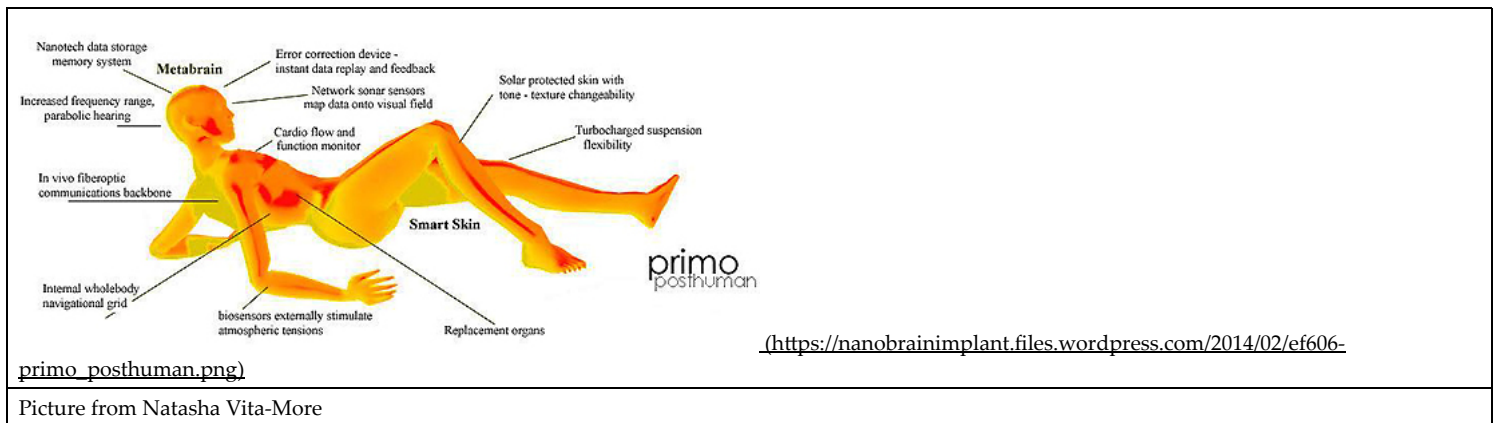 Nanotech data storage
memory system
Metabrain
Error correction device -
instant data replay and feedback
Increased frequency range,
parabolic hearing
Network sonar sensors
map data onto visual field
Solar protected skin with
tone - texture changeability
Cardio flow and
function monitor
Turbocharged suspension
flexibility
In vivo fiberoptic
communications backbone
Smart Skin
primo
posthuman
Internal wholebody
navigational grid
biosensors externally stimulate
atmospheric tensions
Replacement organs
(https://nanobrainimplant.files.wordpress.com/2014/02/ef606-
primo_posthuman.png)
Picture from Natasha Vita-More